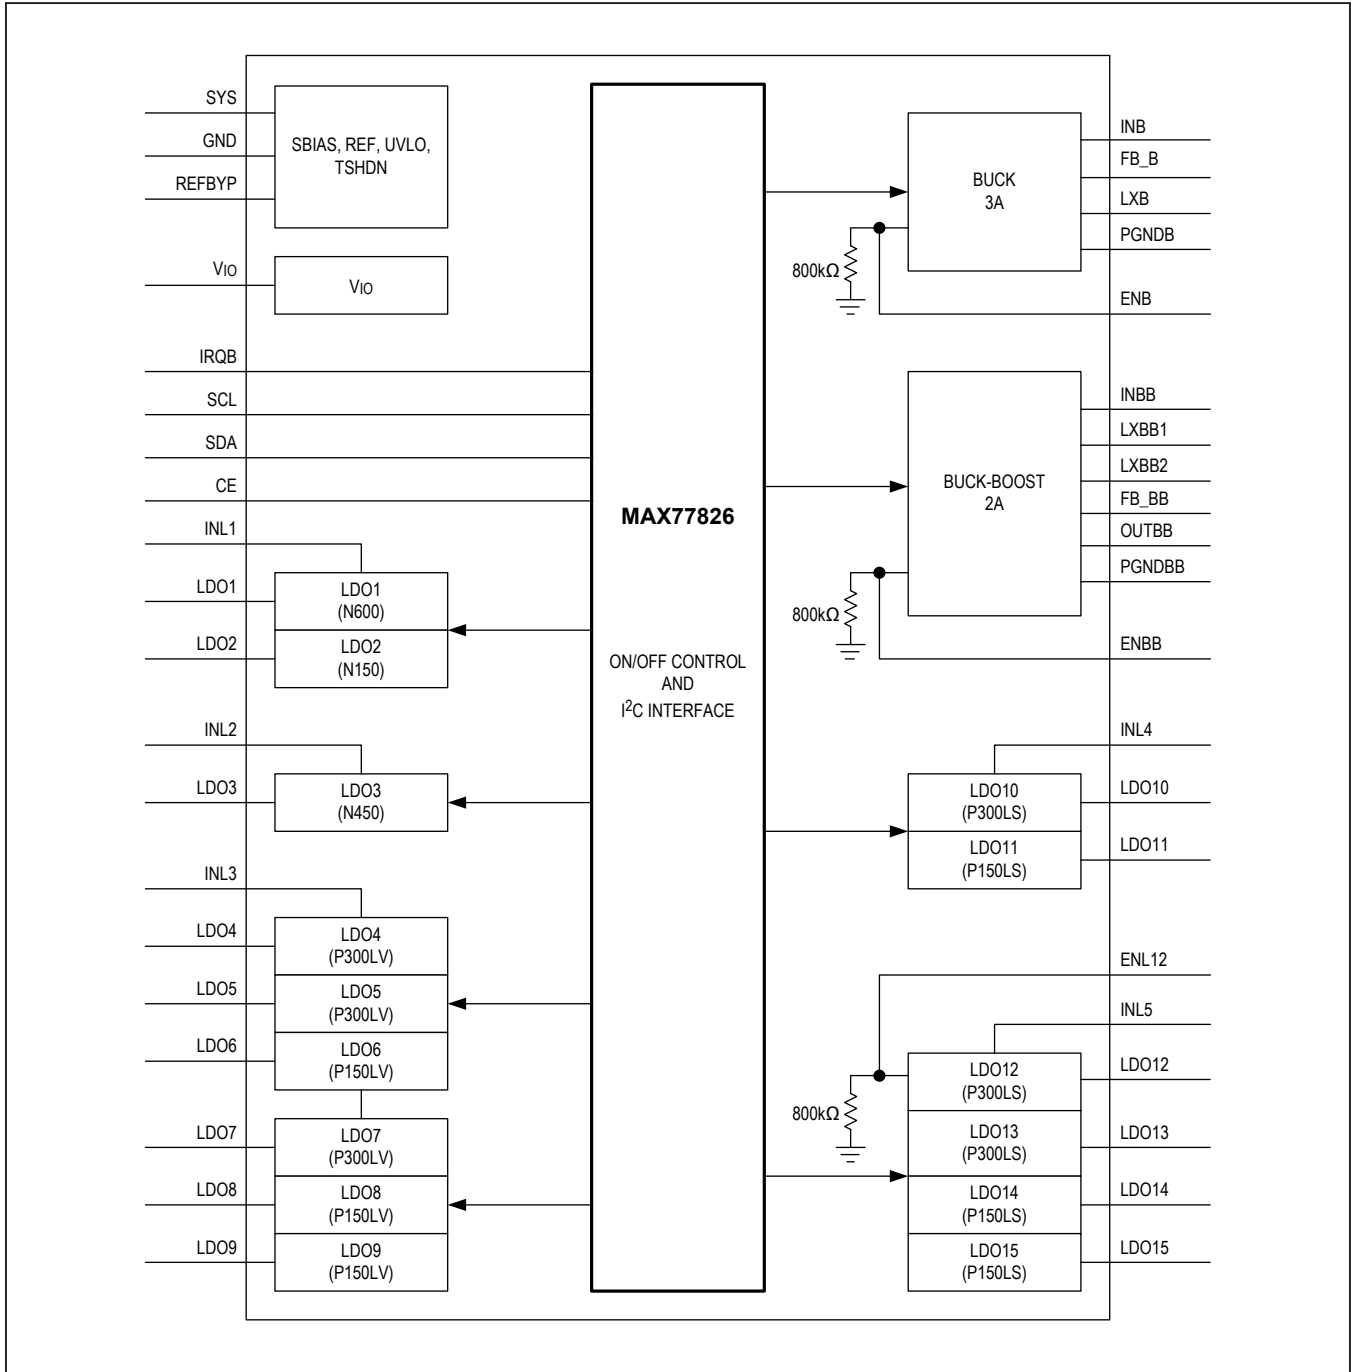 SYS
GND
REFBYP
SBIAS, REF, UVLO,
TSHDN
VIO
VIO
IRQB
SCL
SDA
CE
INL1
LDO1
LDO1
(N600)
LDO2
LDO2
(N150)
INL2
LDO3
LDO3
(N450)
INL3
LDO4
LDO4
(P300LV)
LDO5
LDO5
(P300LV)
LDO6
LDO6
(P150LV)
LDO7
LDO7
(P300LV)
LDO8
LDO8
(P150LV)
LDO9
LDO9
(P150LV)
MAX77826
ON/OFF CONTROL
AND
I2C INTERFACE
BUCK
3A
INB
FB_B
LXB
PGNDB
800kΩ
ENB
BUCK-BOOST
2A
INBB
LXBB1
LXBB2
FB_BB
OUTBB
PGNDBB
800kΩ
ENBB
INL4
LDO10
(P300LS)
LDO10
LDO11
(P150LS)
LDO11
ENL12
INL5
LDO12
(P300LS)
LDO12
800kΩ
LDO13
(P300LS)
LDO13
LDO14
(P150LS)
LDO14
LDO15
(P150LS)
LDO15